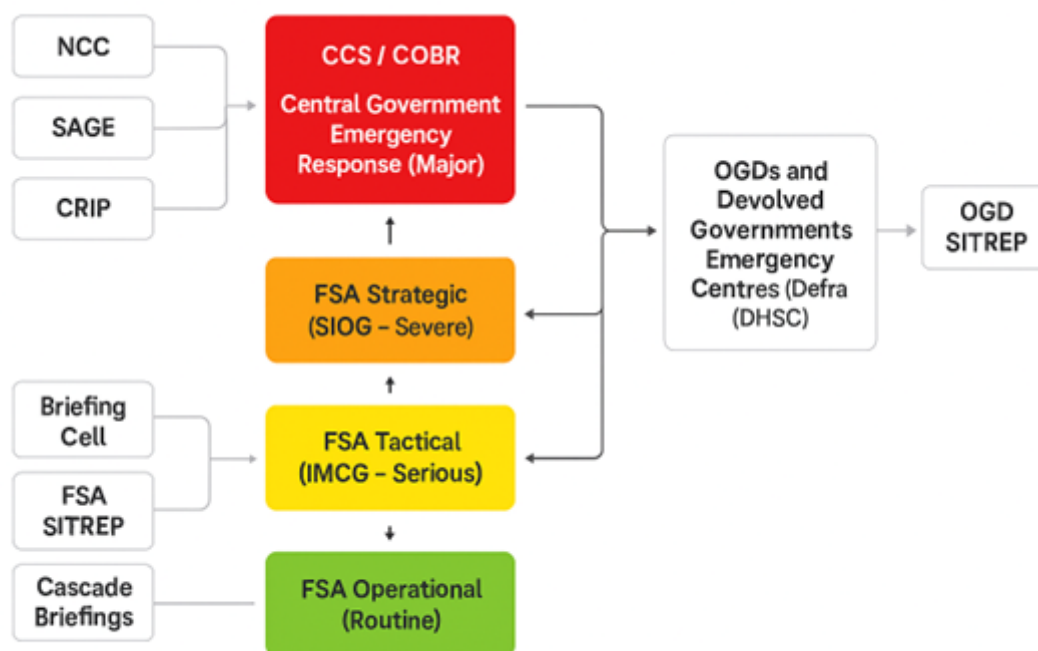 NCC
SAGE
CRIP
CCS / COBR
Central Government
Emergency
Response (Major)
OGDs and
Devolved
Governments
Emergency
Centres (Defra
(DHSC)
OGD
SITREP
FSA Strategic
(SIOG – Severe)
Briefing
Cell
FSA
SITREP
FSA Tactical
(IMCG – Serious)
Cascade
Briefings
FSA Operational
(Routine)